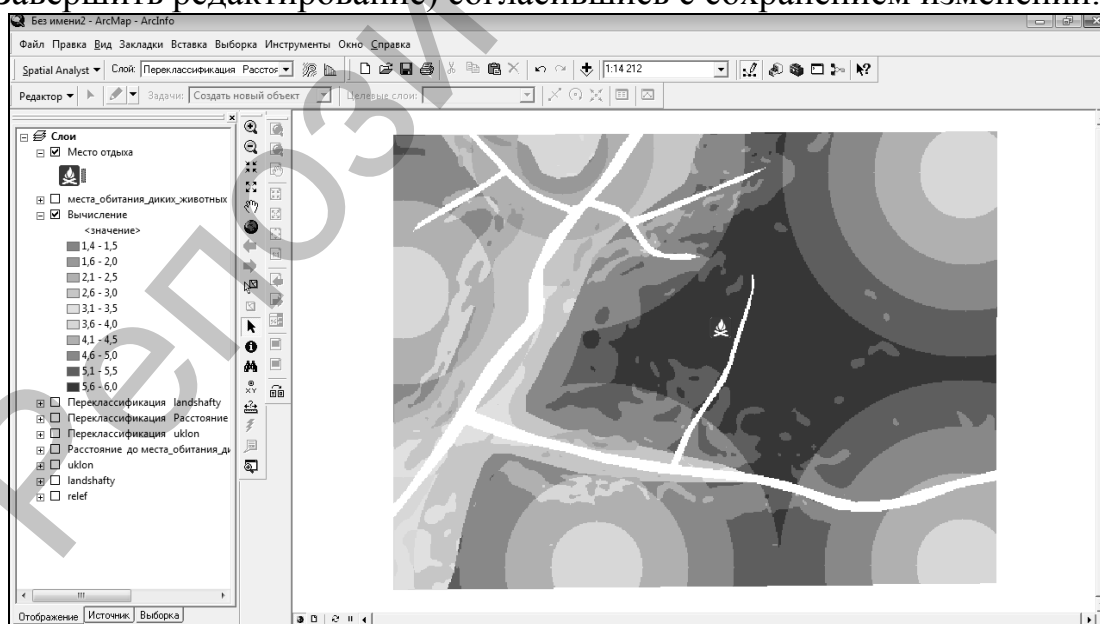 Завершить редактирование) согласившись с сохранением изменений.
Без имени2 - ArcMap - ArcInfo
Файл Правка Вид Закладки Вставка Выборка Инструменты Окно Справка
Spatial Analyst Слой: Переклассификация Расстоя 1:14 212
Редактор Задачи: Создать новый объект Целевые слои:
Слои
Место отдыха
места_обитания_диких_животных
Вычисление
<значение>
1,4 - 1,5
1,6 - 2,0
2,1 - 2,5
2,6 - 3,0
3,1 - 3,5
3,6 - 4,0
4,1 - 4,5
4,6 - 5,0
5,1 - 5,5
5,6 - 6,0
Переклассификация landshafty
Переклассификация Расстояние
Переклассификация uklon
Расстояние до места_обитания_ди
uklon
landshafty
relef
Отображение Источник Выборка
XY
Репози